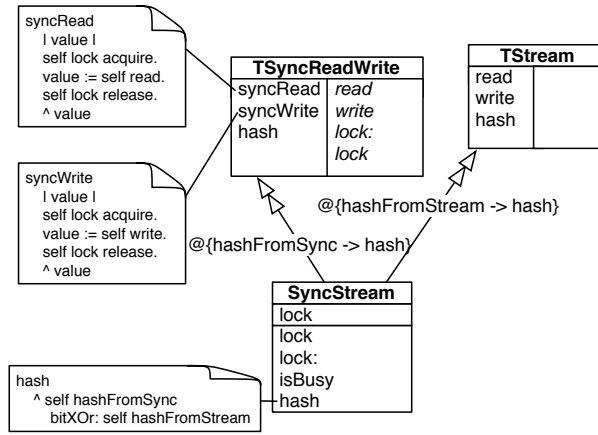 syncRead
| value |
self lock acquire.
value := self read.
self lock release.
^ value
TSyncReadWrite
syncRead read
syncWrite write
hash lock:
lock
TStream
read
write
hash
syncWrite
| value |
self lock acquire.
value := self write.
self lock release.
^ value
@{hashFromStream -> hash}
@{hashFromSync -> hash}
SyncStream
lock
lock
lock:
isBusy
hash
hash
^ self hashFromSync
bitXOr: self hashFromStream